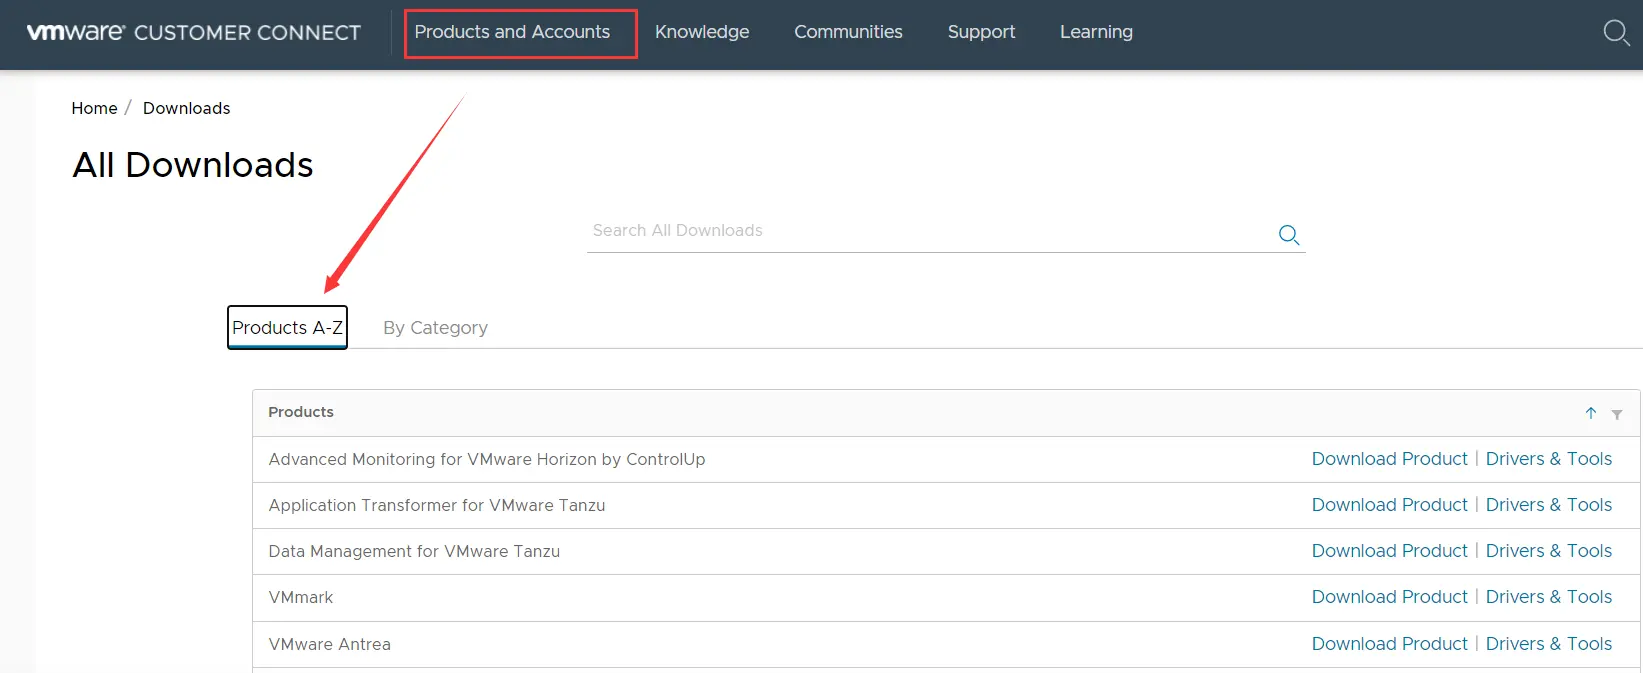 vmware® CUSTOMER CONNECT Products and Accounts Knowledge Communities Support Learning
Home / Downloads
All Downloads
Search All Downloads
Products A-Z By Category
Products
Advanced Monitoring for VMware Horizon by ControlUp Download Product | Drivers & Tools
Application Transformer for VMware Tanzu Download Product | Drivers & Tools
Data Management for VMware Tanzu Download Product | Drivers & Tools
VMmark Download Product | Drivers & Tools
VMware Antrea Download Product | Drivers & Tools